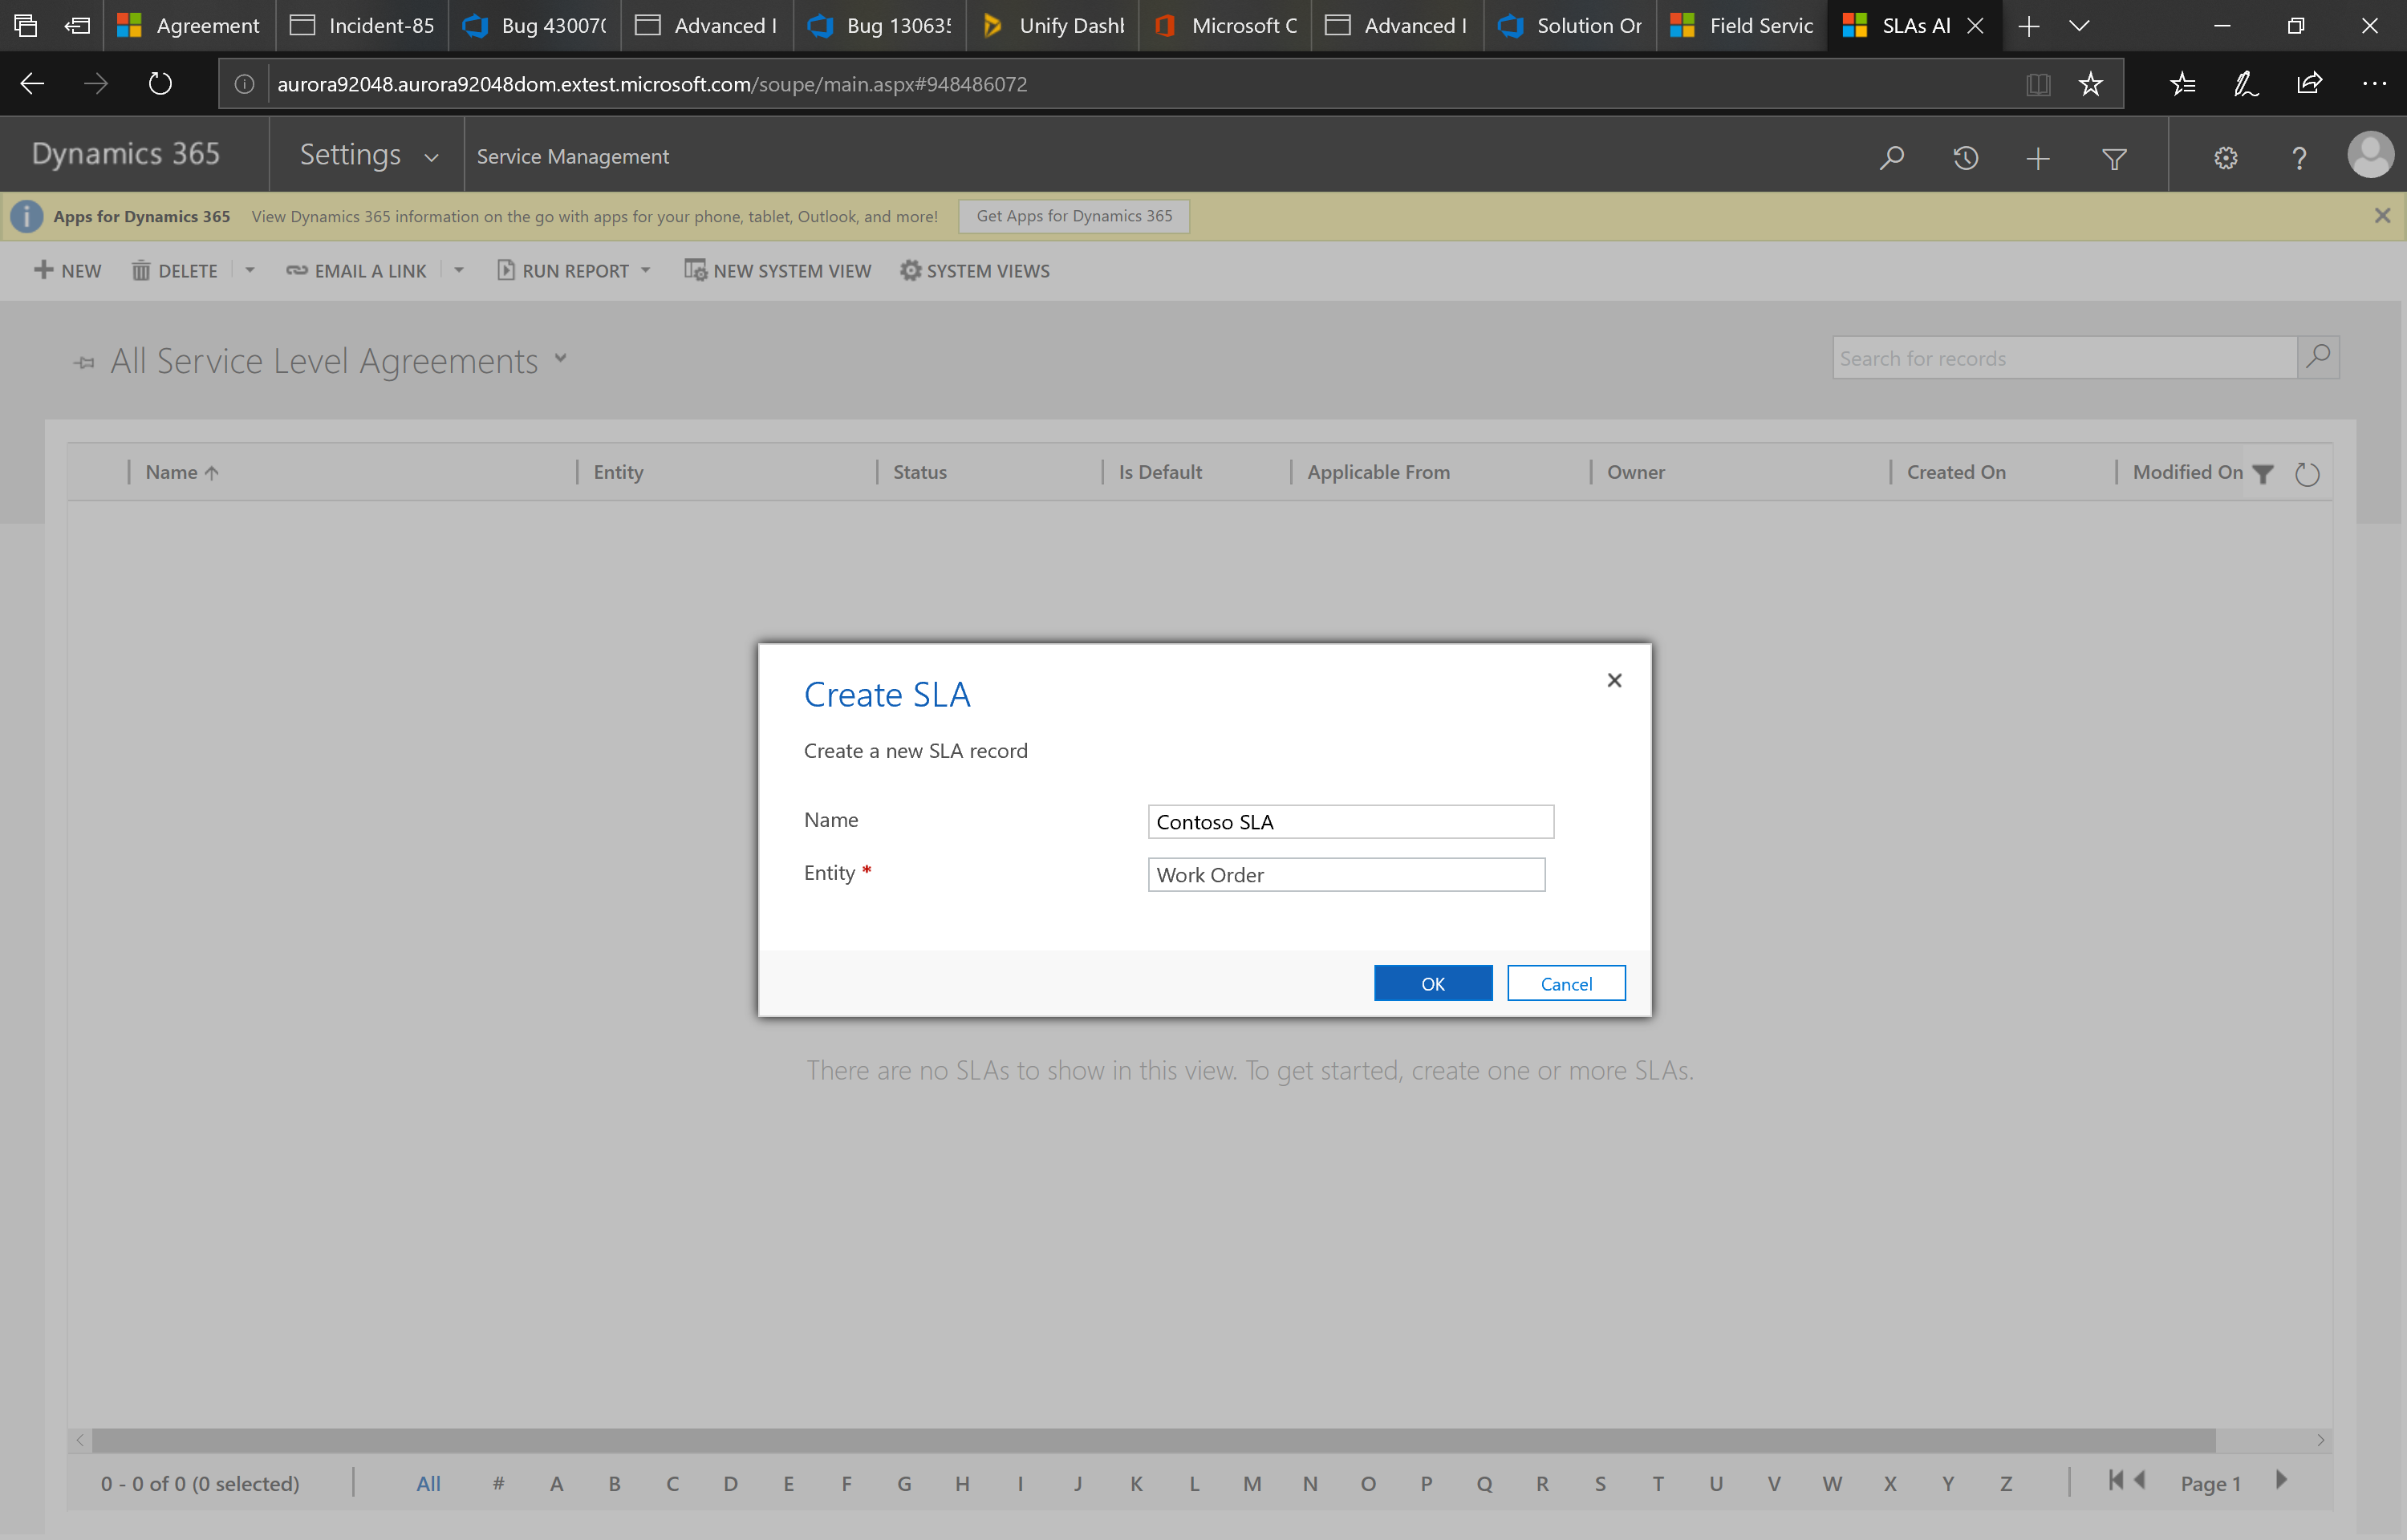 Agreement
Incident-85
Bug 43007(
Advanced I
Bug 13063
Unify Dashb
Microsoft C
Advanced I
Solution Or
Field Servic
SLAs Al
aurora92048.aurora92048dom.extest.microsoft.com/soupe/main.aspx#948486072
Dynamics 365
Settings
Service Management
Apps for Dynamics 365
View Dynamics 365 information on the go with apps for your phone, tablet, Outlook, and more!
Get Apps for Dynamics 365
NEW
DELETE
EMAIL A LINK
RUN REPORT
NEW SYSTEM VIEW
SYSTEM VIEWS
All Service Level Agreements
Search for records
Name
Entity
Status
Is Default
Applicable From
Owner
Created On
Modified On
Create SLA
Create a new SLA record
Name
Contoso SLA
Entity *
Work Order
OK
Cancel
There are no SLAs to show in this view. To get started, create one or more SLAs.
0 - 0 of 0 (0 selected)
All # A B C D E F G H I J K L M N O P Q R S T U V W X Y Z
Page 1